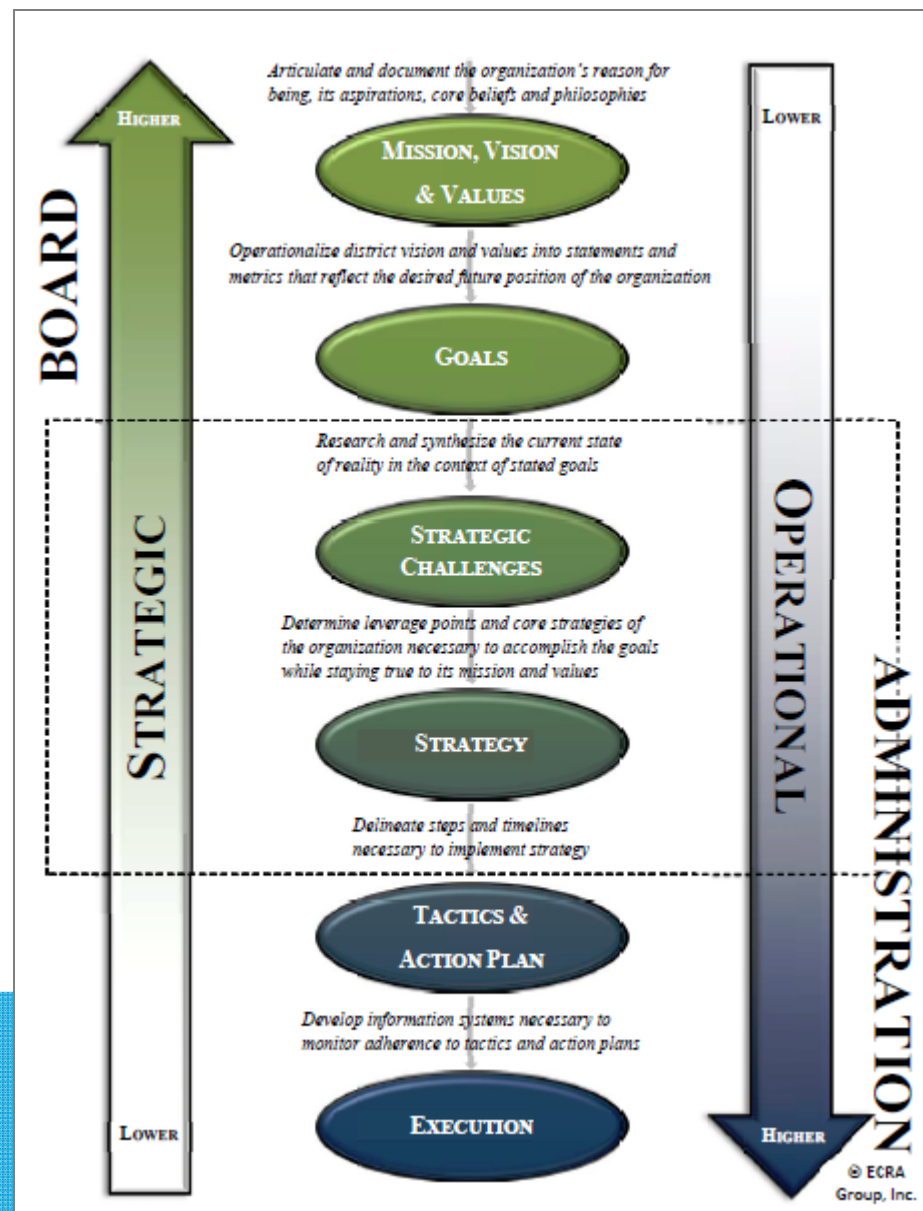 Articulate and document the organization's reason for
being, its aspirations, core beliefs and philosophies
HIGHER
LOWER
MISSION, VISION
& VALUES
BOARD
Operationalize district vision and values into statements and
metrics that reflect the desired future position of the organization
GOALS
Research and synthesize the current state
of reality in the context of stated goals
STRATEGIC
OPERATIONAL
STRATEGIC
CHALLENGES
Determine leverage points and core strategies of
the organization necessary to accomplish the goals
while staying true to its mission and values
ADMINISTRATION
STRATEGY
Delineate steps and timelines
necessary to implement strategy
TACTICS &
ACTION PLAN
Develop information systems necessary to
monitor adherence to tactics and action plans
EXECUTION
LOWER
HIGHER
© ECRA
Group, Inc.